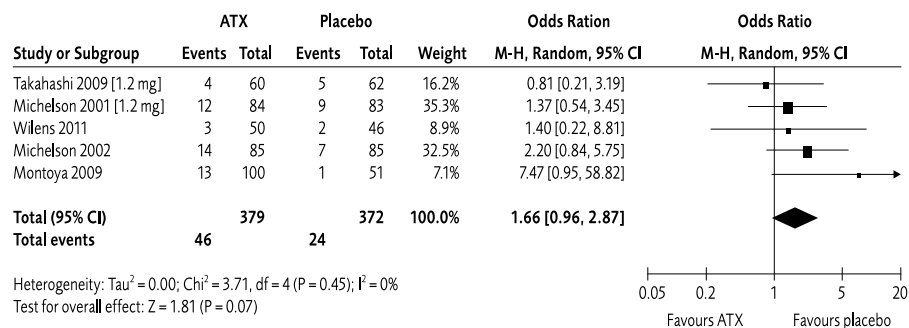 ATX Placebo Odds Ration Odds Ratio
Study or Subgroup Events Total Events Total Weight M-H, Random, 95% CI M-H, Random, 95% CI
Takahashi 2009 [1.2 mg] 4 60 5 62 16.2% 0.81 [0.21, 3.19]
Michelson 2001 [1.2 mg] 12 84 9 83 35.3% 1.37 [0.54, 3.45]
Wilens 2011 3 50 2 46 8.9% 1.40 [0.22, 8.81]
Michelson 2002 14 85 7 85 32.5% 2.20 [0.84, 5.75]
Montoya 2009 13 100 1 51 7.1% 7.47 [0.95, 58.82]
Total (95% CI) 379 372 100.0% 1.66 [0.96, 2.87]
Total events 46 24
Heterogeneity: Tau² = 0.00; Chi² = 3.71, df = 4 (P = 0.45); I² = 0%
Test for overall effect: Z = 1.81 (P = 0.07)
0.05 0.2 1 5 20
Favours ATX Favours placebo